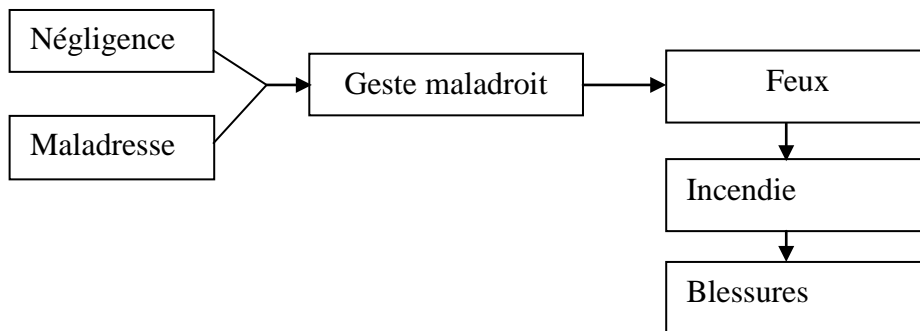 Négligence
Maladresse
Geste maladroit
Feux
Incendie
Blessures